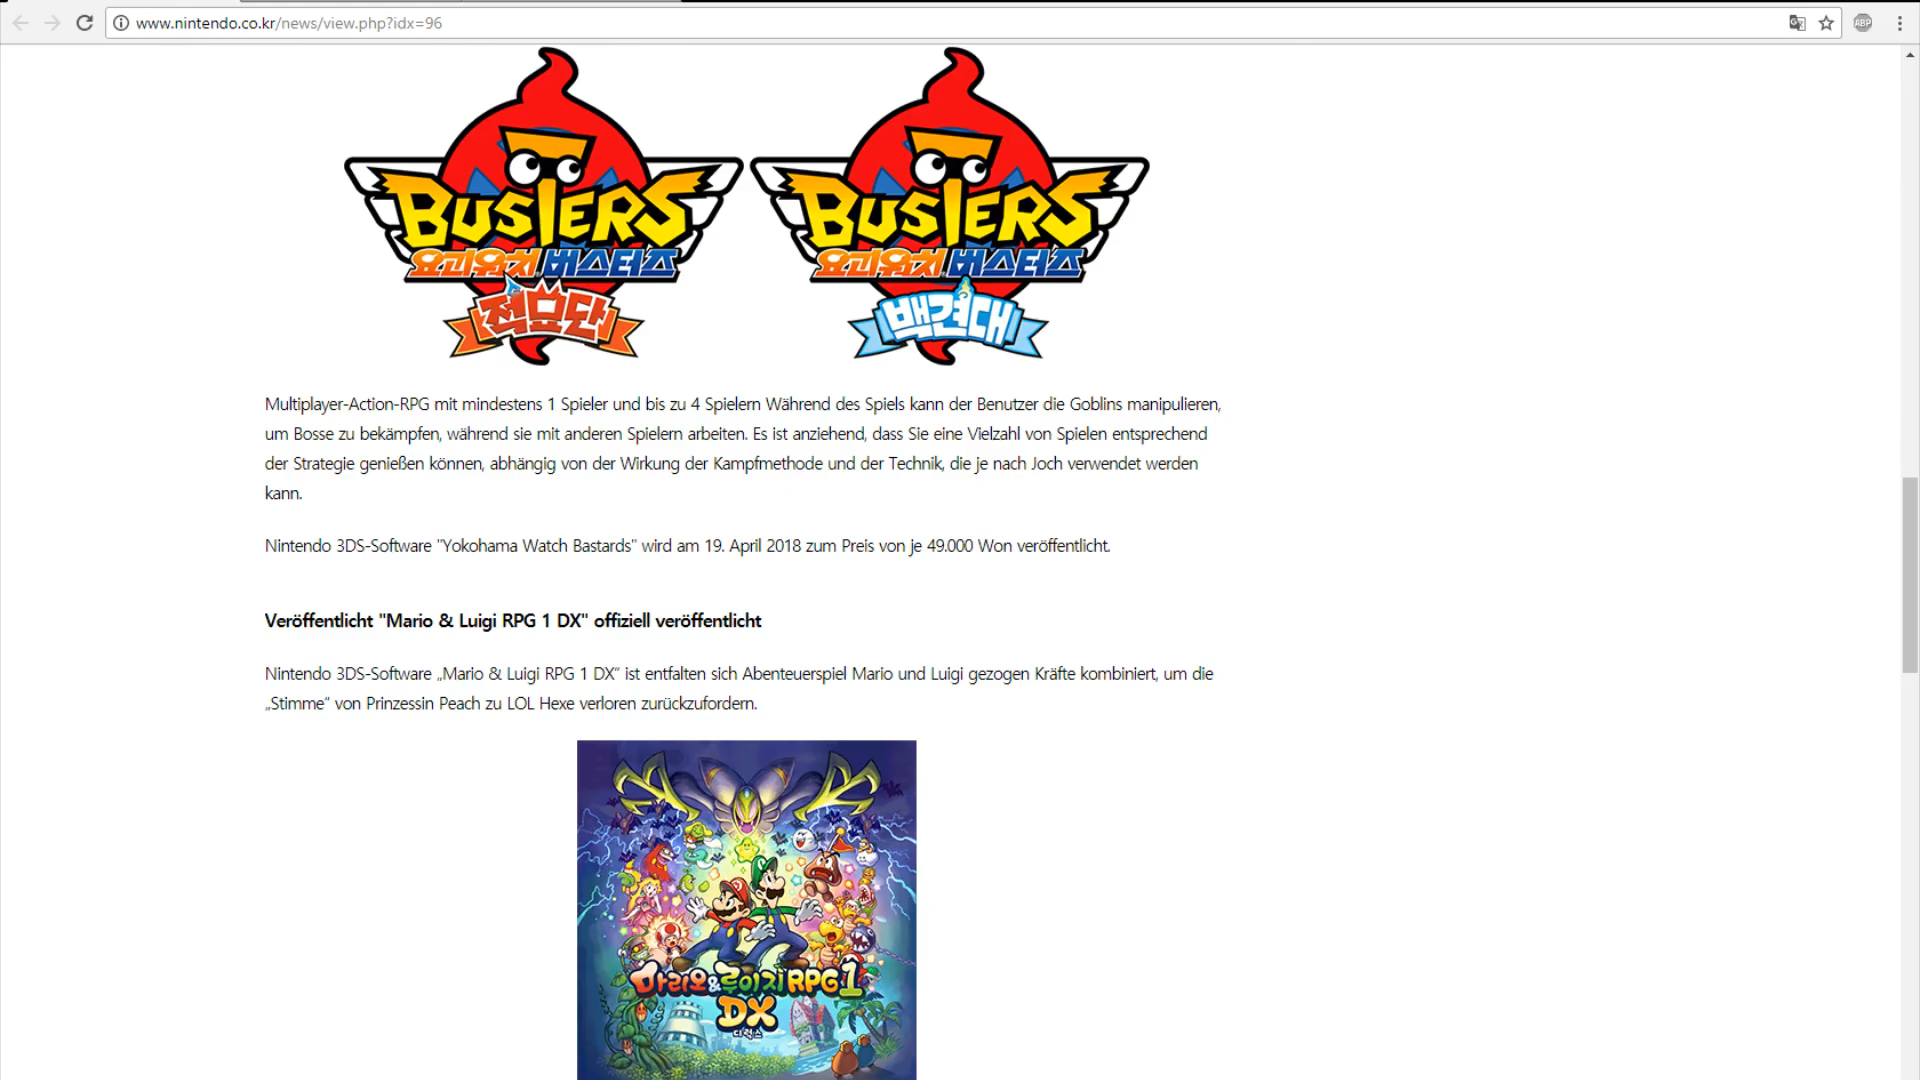 www.nintendo.co.kr/news/view.php?idx=96
ABP
BUSTERS
요괴워치 버스터즈
적묘단
BUSTERS
요괴워치 버스터즈
백견대
Multiplayer-Action-RPG mit mindestens 1 Spieler und bis zu 4 Spielern Während des Spiels kann der Benutzer die Goblins manipulieren,
um Bosse zu bekämpfen, während sie mit anderen Spielern arbeiten. Es ist anziehend, dass Sie eine Vielzahl von Spielen entsprechend
der Strategie genießen können, abhängig von der Wirkung der Kampfmethode und der Technik, die je nach Joch verwendet werden
kann.
Nintendo 3DS-Software "Yokohama Watch Bastards" wird am 19. April 2018 zum Preis von je 49.000 Won veröffentlicht.
Veröffentlicht "Mario & Luigi RPG 1 DX" offiziell veröffentlicht
Nintendo 3DS-Software „Mario & Luigi RPG 1 DX“ ist entfalten sich Abenteuerspiel Mario und Luigi gezogen Kräfte kombiniert, um die
„Stimme“ von Prinzessin Peach zu LOL Hexe verloren zurückzufordern.
마리오&루이지 RPG 1
DX
디럭스